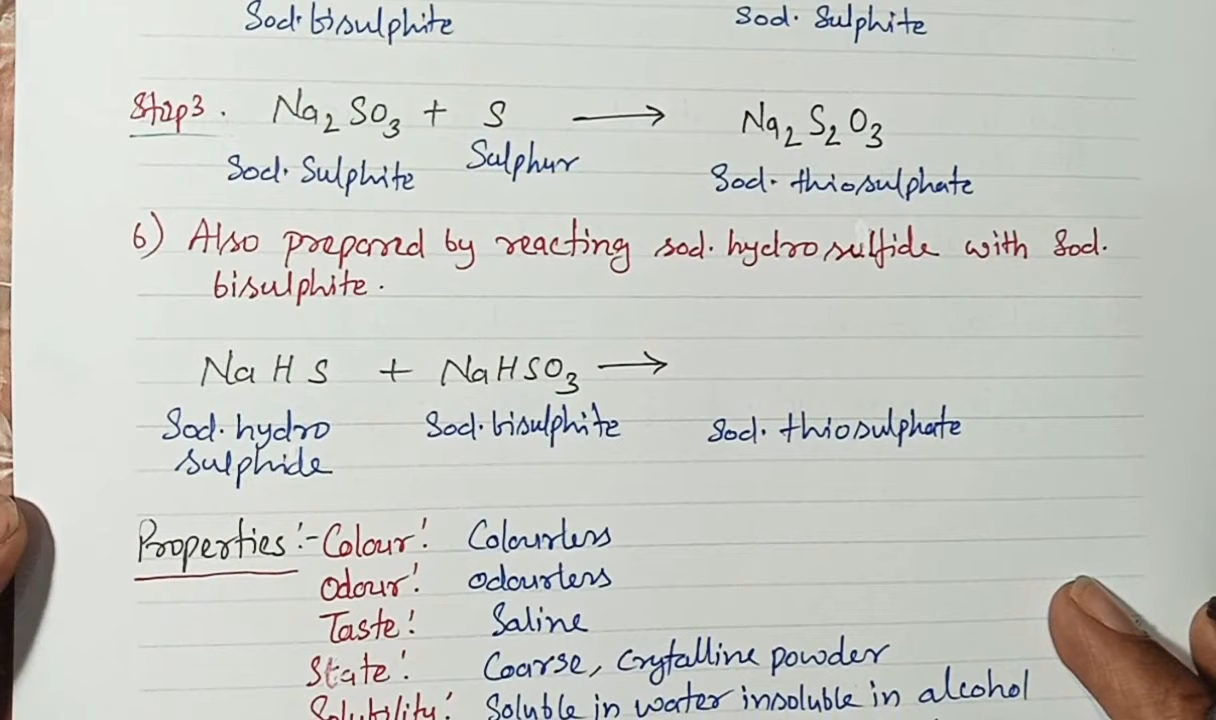 Sod. bisulphite Sod. Sulphite
Step3. Na2SO3 + S → Na2S2O3
Sod. Sulphite Sulphur Sod. thiosulphate
6) Also prepared by reacting sod. hydrosulfide with Sod.
bisulphite.
NaHS + NaHSO3 →
Sod. hydro Sod. bisulphite Sod. thiosulphate
sulphide
Properties:- Colour: Colourless
Odour: odourless
Taste: Saline
State: Coarse, Crytalline powder
Solubility: Soluble in water insoluble in alcohol